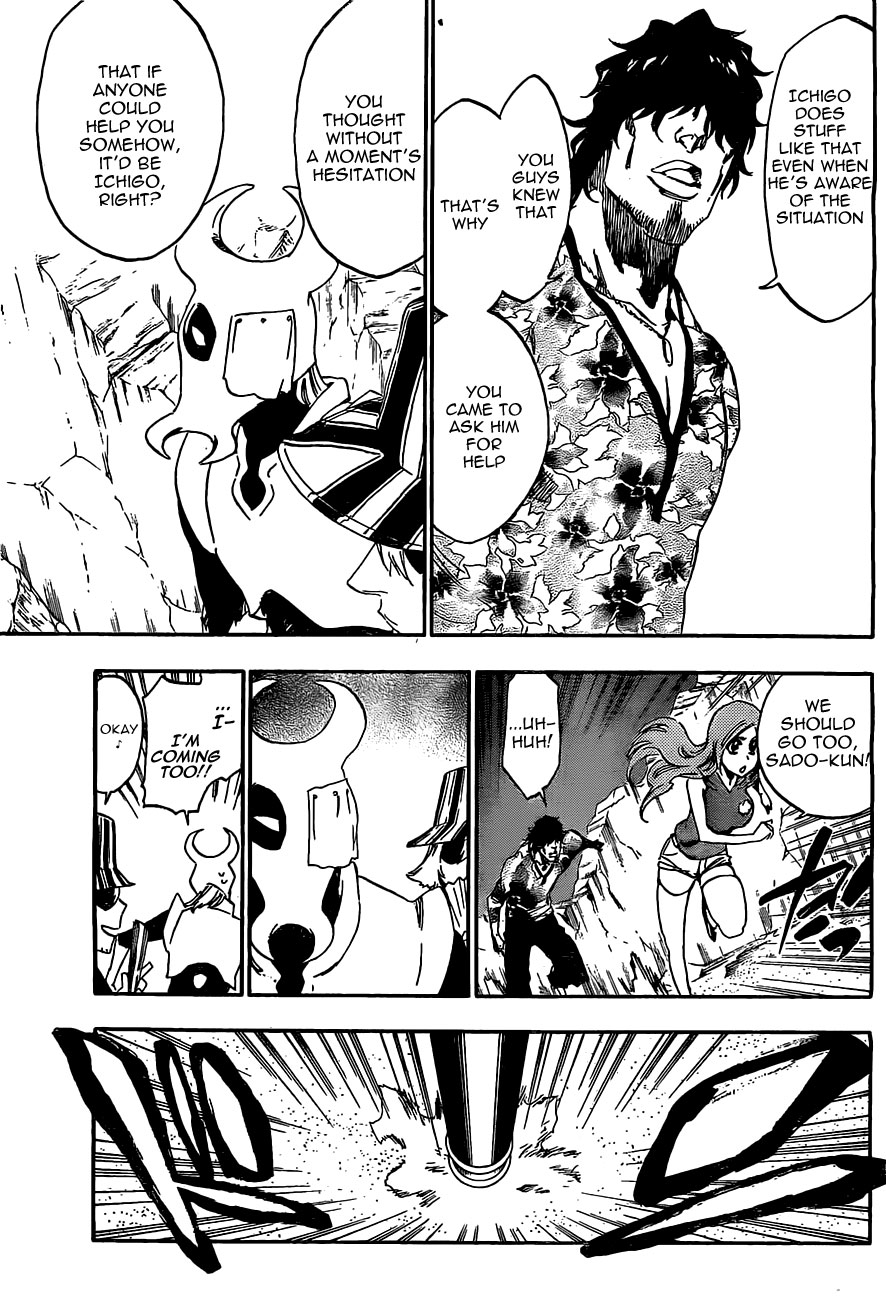 ICHIGO
DOES
STUFF
LIKE THAT
EVEN WHEN
HE'S AWARE
OF THE
SITUATION
YOU
GUYS
KNEW
THAT
THAT'S
WHY
YOU
CAME TO
ASK HIM
FOR
HELP
YOU
THOUGHT
WITHOUT
A MOMENT'S
HESITATION
THAT IF
ANYONE
COULD
HELP YOU
SOMEHOW,
IT'D BE
ICHIGO,
RIGHT?
WE
SHOULD
GO TOO,
SADO-KUN!
...UH-
HUH!
...
I-
I'M
COMING
TOO!!
OKAY
♪